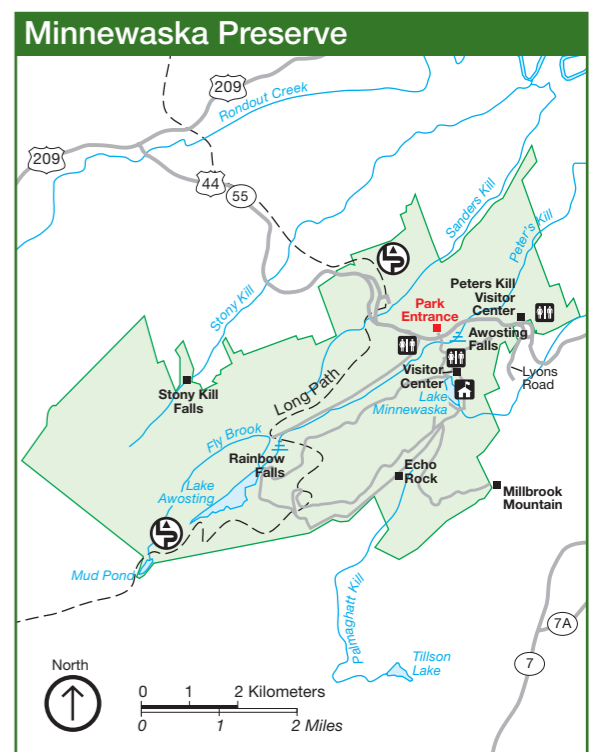 Minnewaska Preserve
209
Rondout Creek
209
44
55
Sanders Kill
Peter's Kill
Stony Kill
Park
Entrance
Peters Kill
Visitor
Center
Awosting
Falls
Visitor
Center
Lyons
Road
Lake
Minnewaska
Stony Kill
Falls
Long Path
Fly Brook
Rainbow
Falls
Echo
Rock
Lake
Awosting
Millbrook
Mountain
Mud Pond
Palmaghatt Kill
7A
7
Tillson
Lake
North
0 1 2 Kilometers
0 1 2 Miles